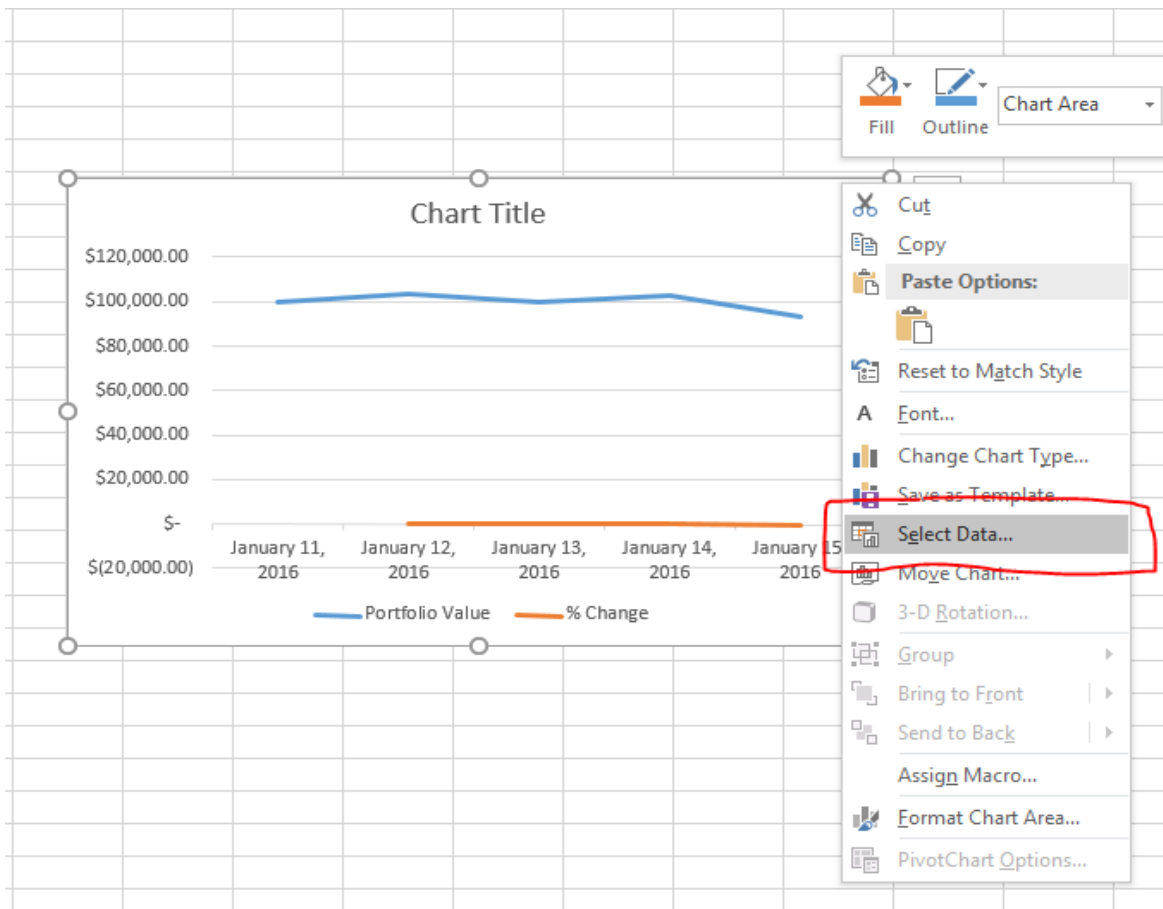 Fill
Outline
Chart Area
Chart Title
$120,000.00
$100,000.00
$80,000.00
$60,000.00
$40,000.00
$20,000.00
$-
$(20,000.00)
January 11,
2016
January 12,
2016
January 13,
2016
January 14,
2016
January 15
2016
Portfolio Value
% Change
Cut
Copy
Paste Options:
Reset to Match Style
A Font...
Change Chart Type...
Save as Template...
Select Data...
Move Chart...
3-D Rotation...
Group
Bring to Front
Send to Back
Assign Macro...
Format Chart Area...
PivotChart Options...